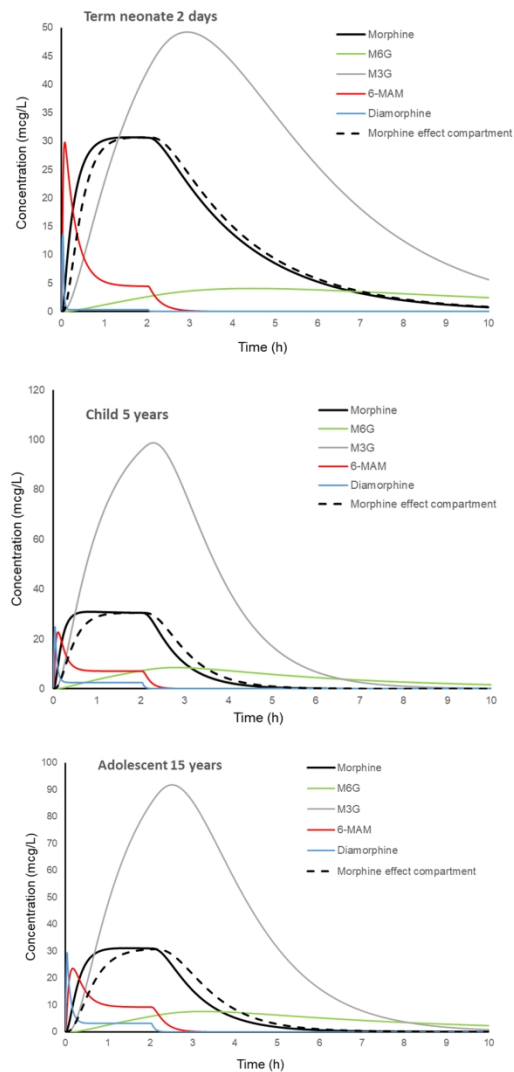 Term neonate 2 days
Concentration (mcg/L)
50
45
40
35
30
25
20
15
10
5
0
0 1 2 3 4 5 6 7 8 9 10
Time (h)
Morphine
M6G
M3G
6-MAM
Diamorphine
Morphine effect compartment
Child 5 years
Concentration (mcg/L)
120
100
80
60
40
20
0
0 1 2 3 4 5 6 7 8 9 10
Time (h)
Morphine
M6G
M3G
6-MAM
Diamorphine
Morphine effect compartment
Adolescent 15 years
Concentration (mcg/L)
100
90
80
70
60
50
40
30
20
10
0
0 1 2 3 4 5 6 7 8 9 10
Time (h)
Morphine
M6G
M3G
6-MAM
Diamorphine
Morphine effect compartment